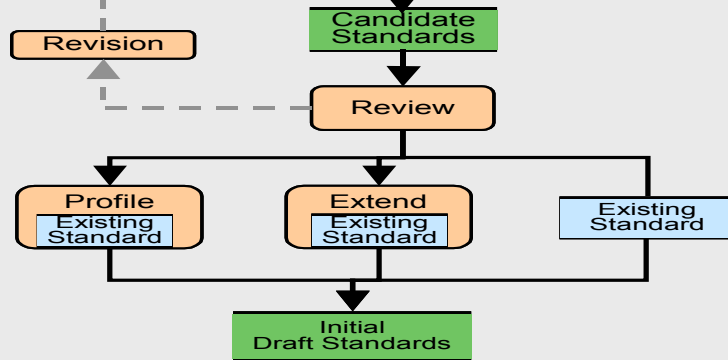 Candidate
Standards
Revision
Review
Profile
Existing
Standard
Extend
Existing
Standard
Existing
Standard
Initial
Draft Standards